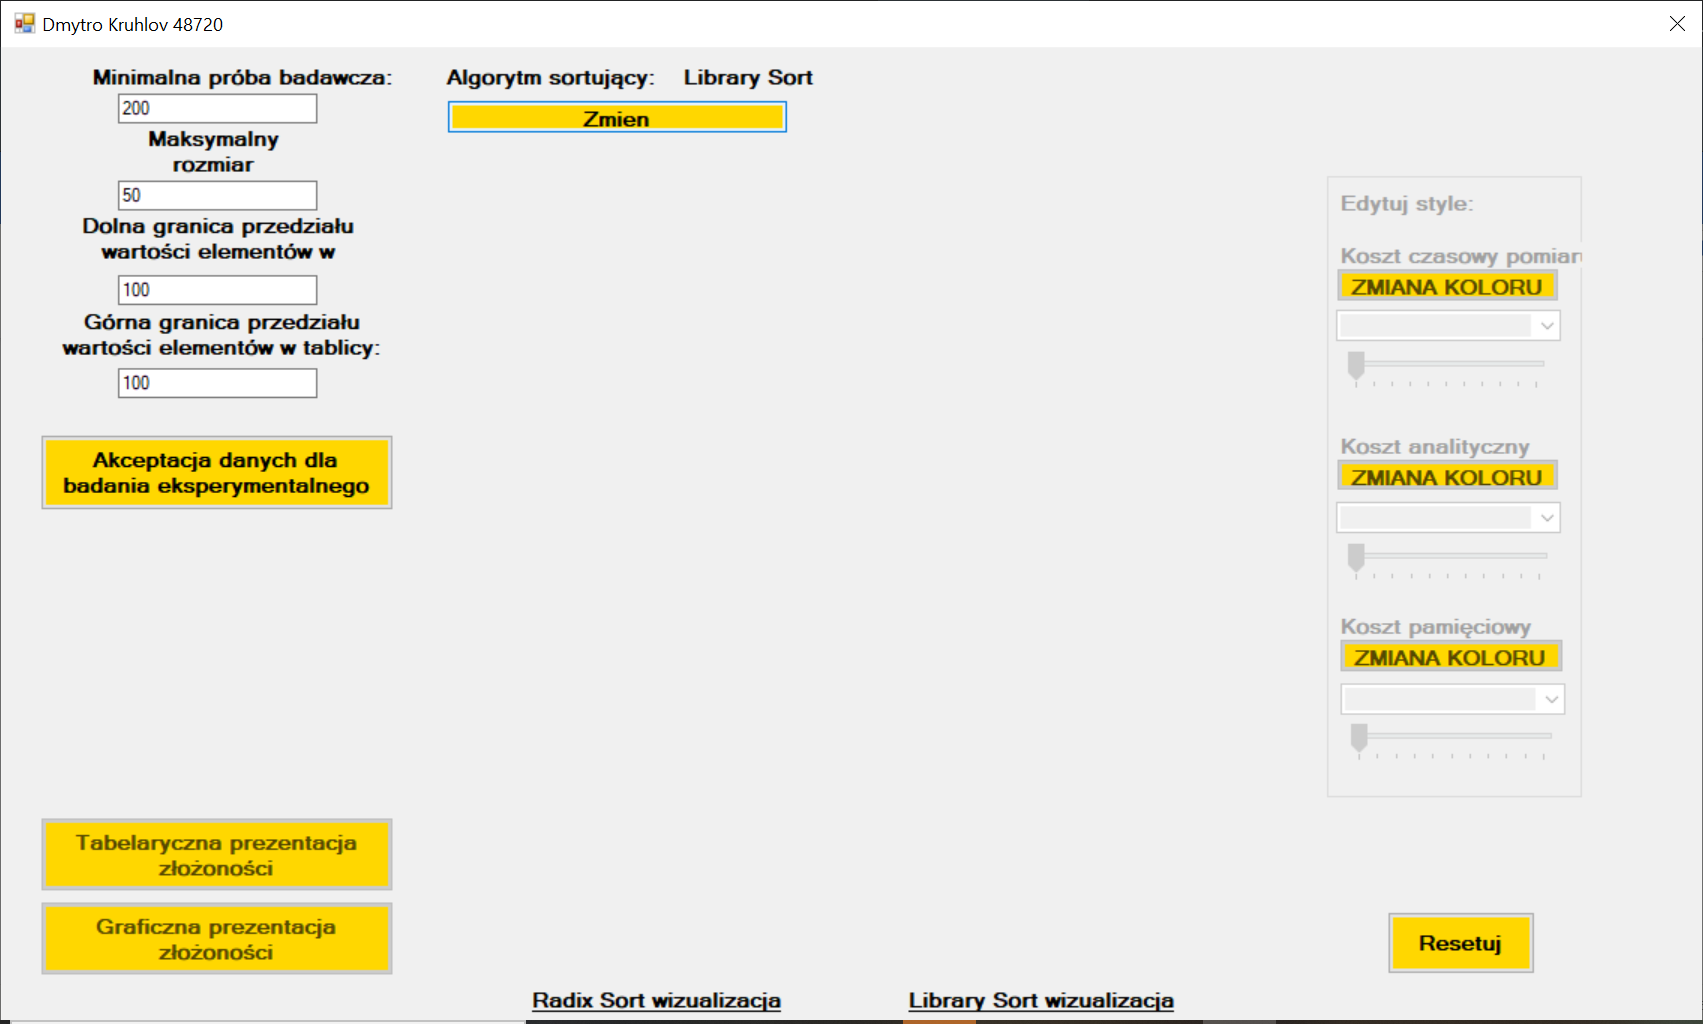 Dmytro Kruhlov 48720
Minimalna próba badawcza:
200
Maksymalny
rozmiar
50
Dolna granica przedziału
wartości elementów w
100
Górna granica przedziału
wartości elementów w tablicy:
100
Akceptacja danych dla
badania eksperymentalnego
Algorytm sortujący: Library Sort
Zmien
Edytuj style:
Koszt czasowy pomiar
ZMIANA KOLORU
Koszt analityczny
ZMIANA KOLORU
Koszt pamięciowy
ZMIANA KOLORU
Tabelaryczna prezentacja
złożoności
Graficzna prezentacja
złożoności
Resetuj
Radix Sort wizualizacja
Library Sort wizualizacja